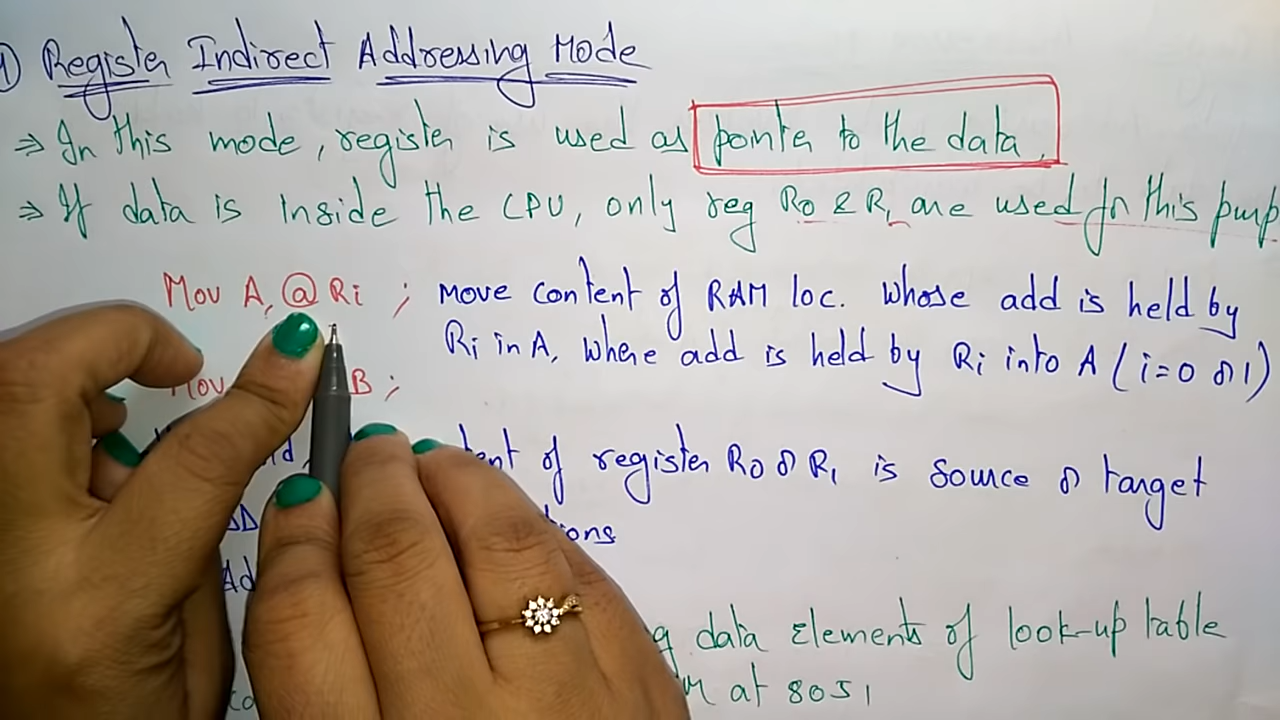 Register Indirect Addressing Mode
⇒ In this mode, register is used as pointer to the data.
⇒ If data is inside the CPU, only reg R0 & R1 are used for this purp
Mov A, @ Ri ; move content of RAM loc. whose add is held by
Ri in A, where add is held by Ri into A (i=0 or 1)
Mov B ;
of register R0 or R1 is source or target
data elements of look-up table
at 8051